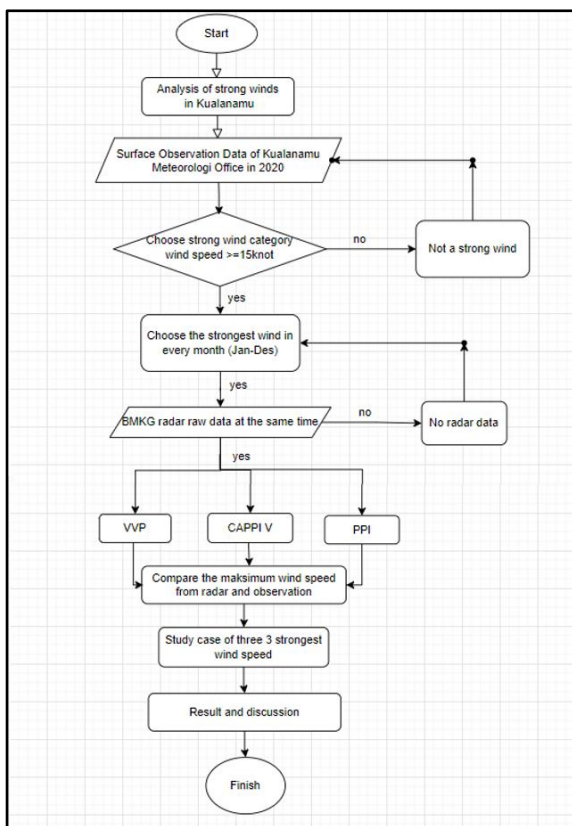 Start
Analysis of strong winds
in Kualanamu
Surface Observation Data of Kualanamu
Meteorologi Office in 2020
Choose strong wind category
wind speed >=15knot
no
Not a strong wind
yes
Choose the strongest wind in
every month (Jan-Des)
yes
BMKG radar raw data at the same time
no
No radar data
yes
VVP
CAPPI V
PPI
Compare the maksimum wind speed
from radar and observation
Study case of three 3 strongest
wind speed
Result and discussion
Finish